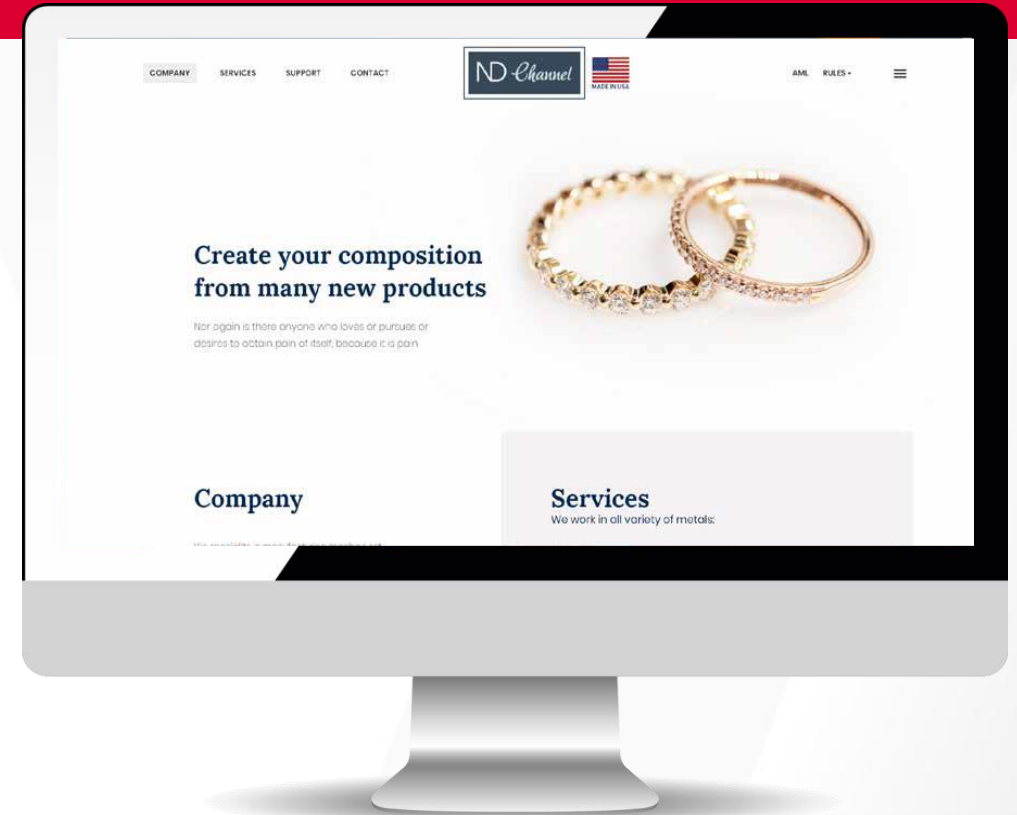 COMPANY SERVICES SUPPORT CONTACT
ND Channel
MADE IN USA
AML RULES
Create your composition
from many new products
Nor again is there anyone who loves or pursues or
desires to obtain pain of itself, because it is pain
Company
Services
We work in all variety of metals: